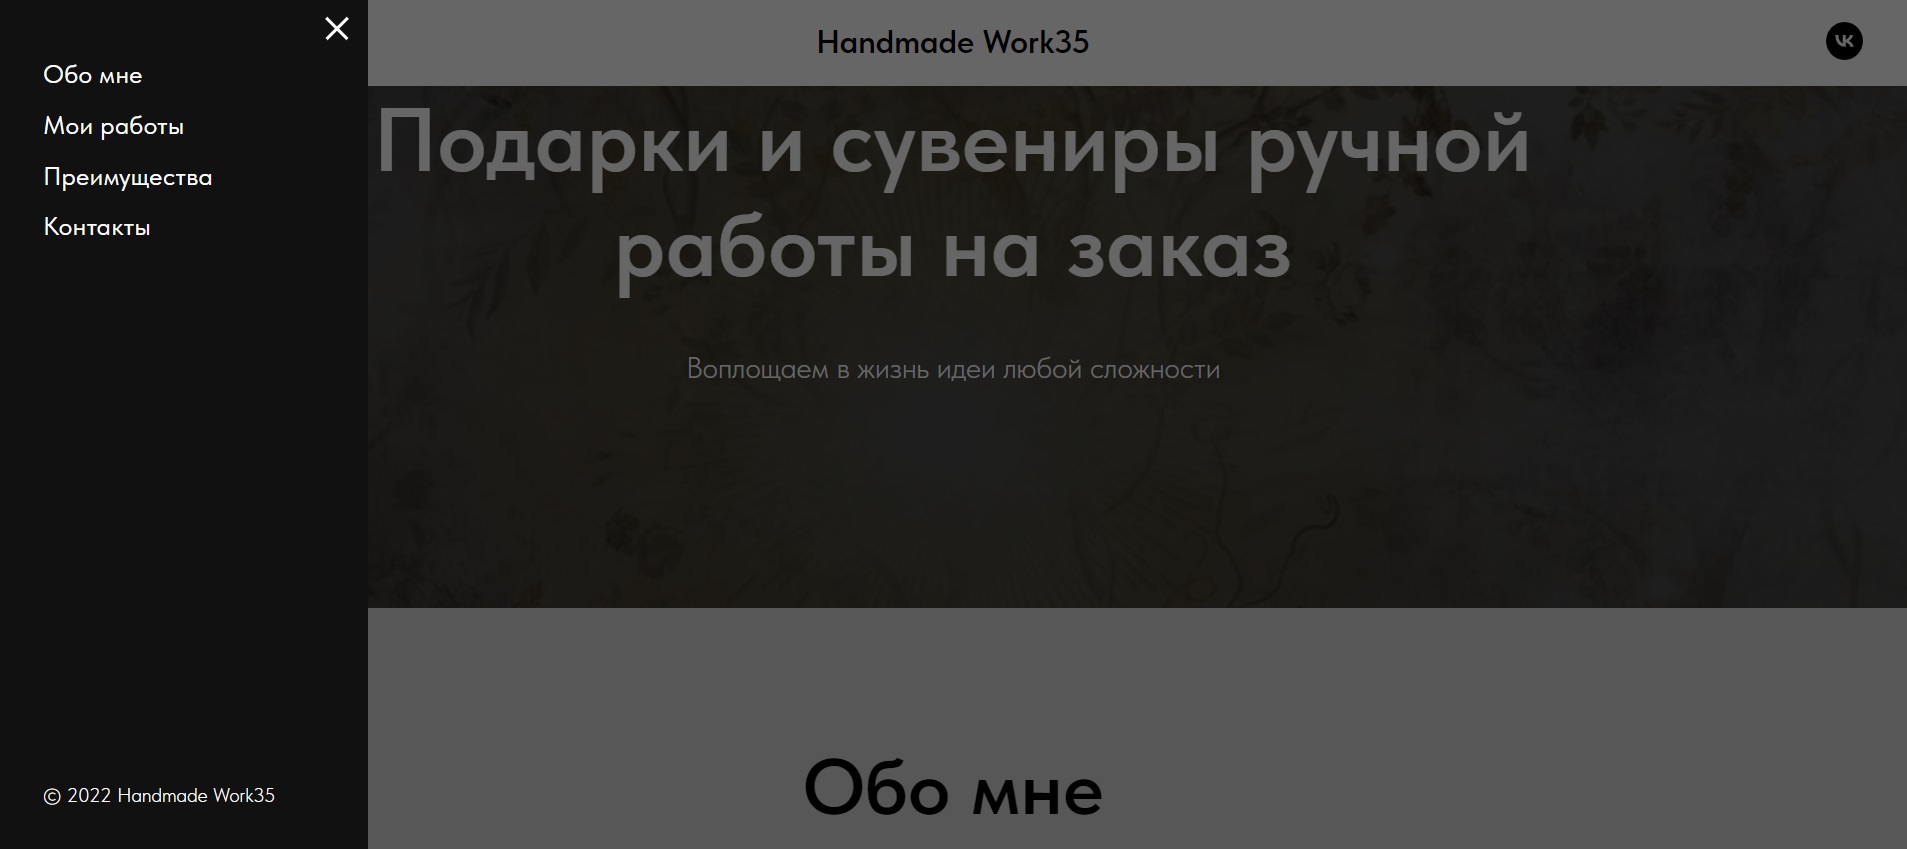 Обо мне
Мои работы
Преимущества
Контакты
© 2022 Handmade Work35
Handmade Work35
Подарки и сувениры ручной
работы на заказ
Воплощаем в жизнь идеи любой сложности
Обо мне